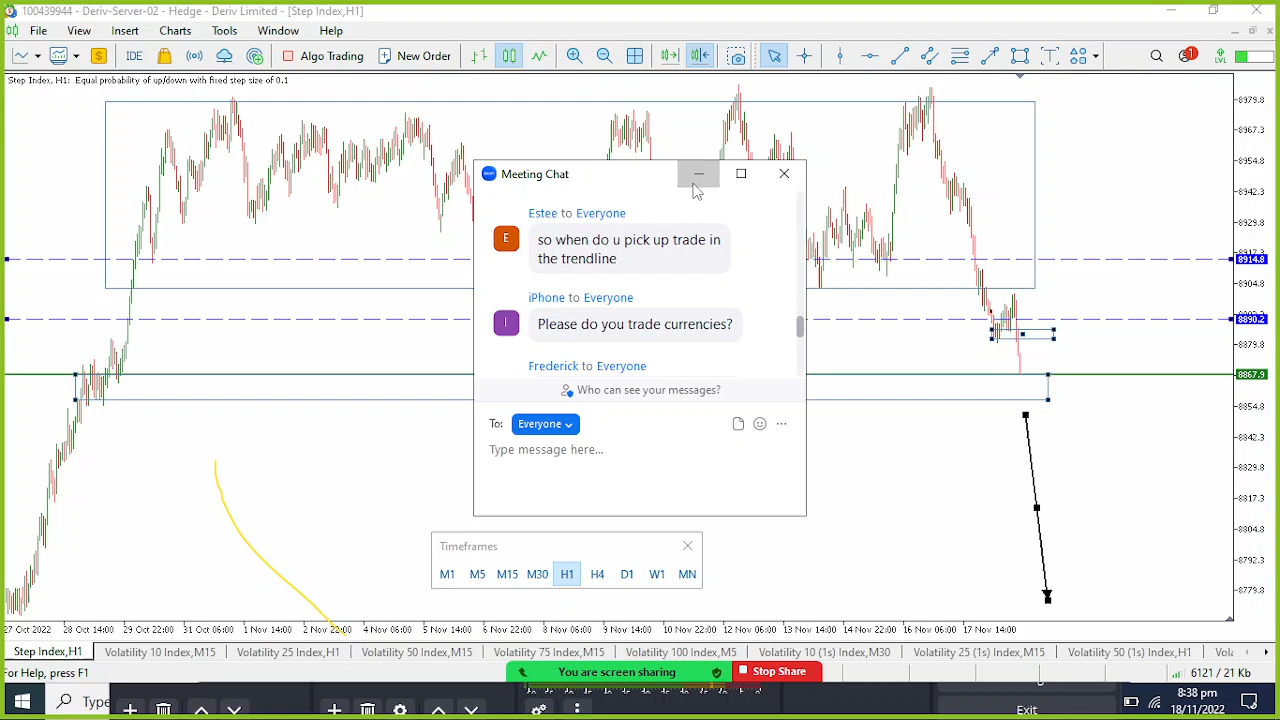 100439944 - Deriv-Server-02 - Hedge - Deriv Limited - [Step Index,H1]
File View Insert Charts Tools Window Help
IDE Algo Trading New Order 1 LVL
Step Index, H1: Equal probability of up/down with fixed step size of 0.1
8979.8
8967.3
8954.8
8942.3
8929.8
8917.3
8914.8
8904.8
8890.2
8879.8
8867.9
8854.8
8842.3
8829.8
8817.3
8804.8
8792.3
8779.8
Meeting Chat
Estee to Everyone
E
so when do u pick up trade in
the trendline
iPhone to Everyone
I
Please do you trade currencies?
Frederick to Everyone
Who can see your messages?
To: Everyone
Type message here...
Timeframes
M1 M5 M15 M30 H1 H4 D1 W1 MN
27 Oct 2022 28 Oct 14:00 29 Oct 22:00 31 Oct 06:00 1 Nov 14:00 2 Nov 22:00 4 Nov 06:00 5 Nov 14:00 6 Nov 22:00 8 Nov 06:00 9 Nov 14:00 10 Nov 22:00 12 Nov 06:00 13 Nov 14:00 14 Nov 22:00 16 Nov 06:00 17 Nov 14:00
Step Index,H1 Volatility 10 Index,M15 Volatility 25 Index,H1 Volatility 50 Index,M15 Volatility 75 Index,M15 Volatility 100 Index,M5 Volatility 10 (1s) Index,M30 Volatility 25 (1s) Index,M15 Volatility 50 (1s) Index,H1 Vola
For Help, press F1
You are screen sharing Stop Share
6121 / 21 Kb
Type
Exit
8:38 pm
18/11/2022